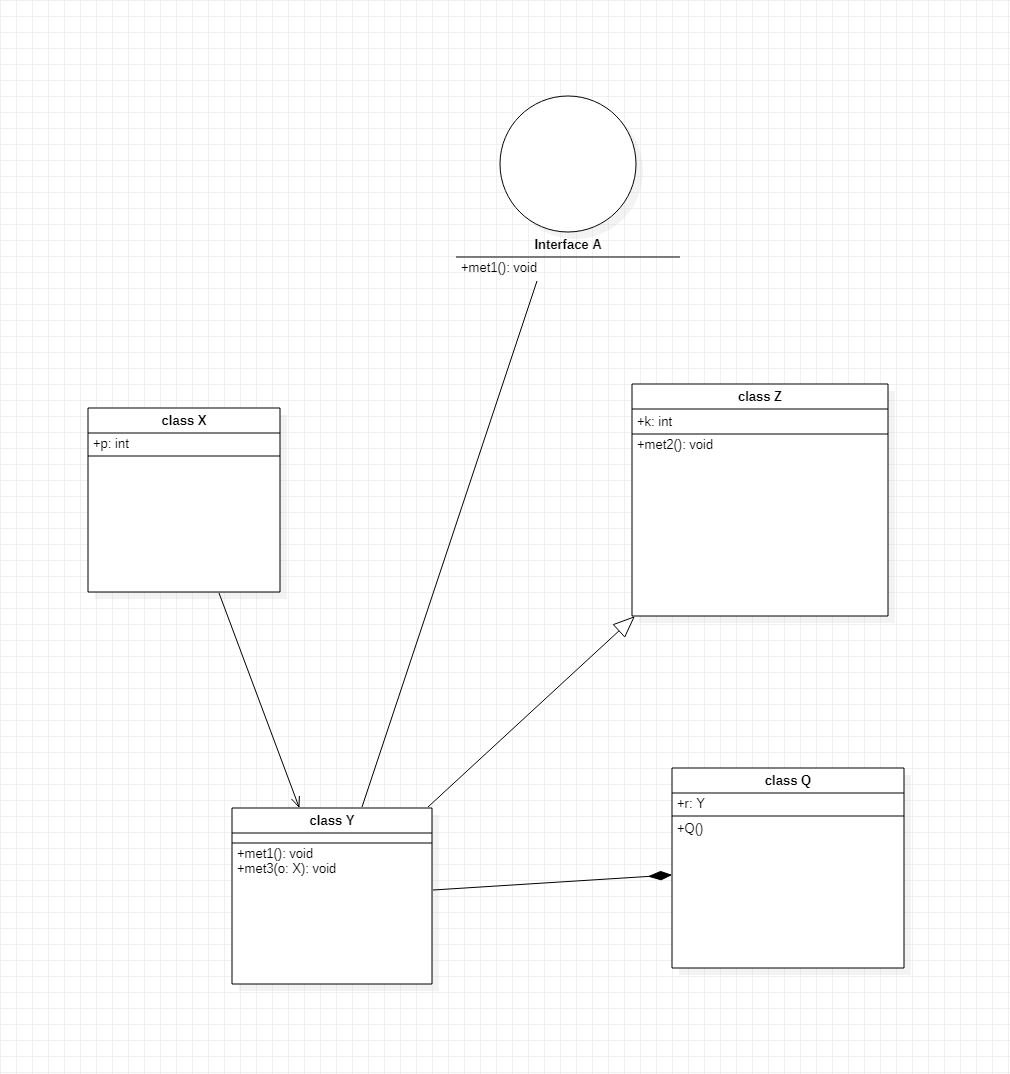 Interface A
+met1(): void
class X
+p: int
class Z
+k: int
+met2(): void
class Y
+met1(): void
+met3(o: X): void
class Q
+r: Y
+Q()